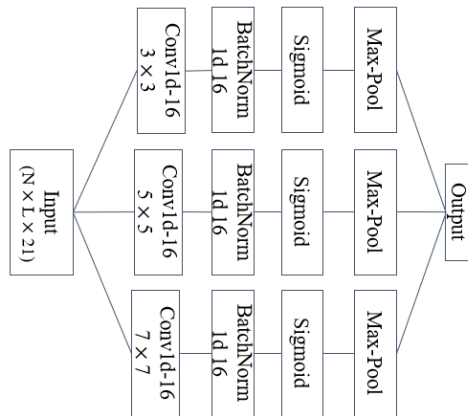 Input
(N × L × 21)
Conv1d-16
3 × 3
BatchNorm
1d 16
Sigmoid
Max-Pool
Conv1d-16
5 × 5
BatchNorm
1d 16
Sigmoid
Max-Pool
Conv1d-16
7 × 7
BatchNorm
1d 16
Sigmoid
Max-Pool
Output